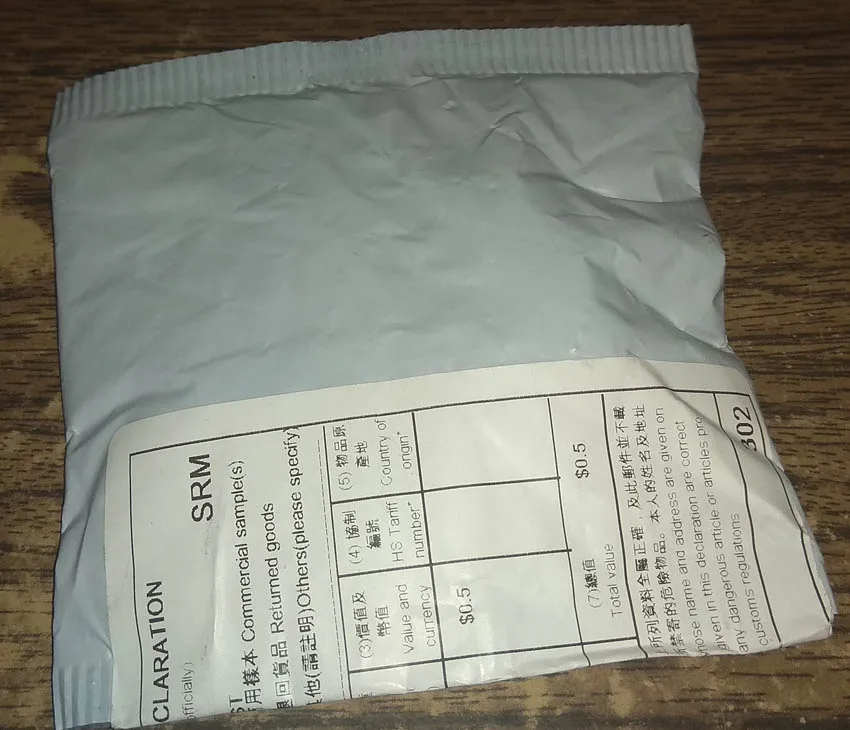 CLARATION SRM
officially)
ST
用樣本 Commercial sample(s)
退回貨品 Returned goods
其他(請註明)Others(please specify)
(3)價值及 (4)協制 (5)物品原
幣值 編號 產地
Value and HS Tariff Country of
currency number* origin*
$0.5
(7)總值
Total value $0.5
所列資料全屬正確,及此郵件並不載
禁寄的危險物品。本人的姓名及地址
hose name and address are given on
given in this declaration are correct
any dangerous article or articles pro
customs regulations
302